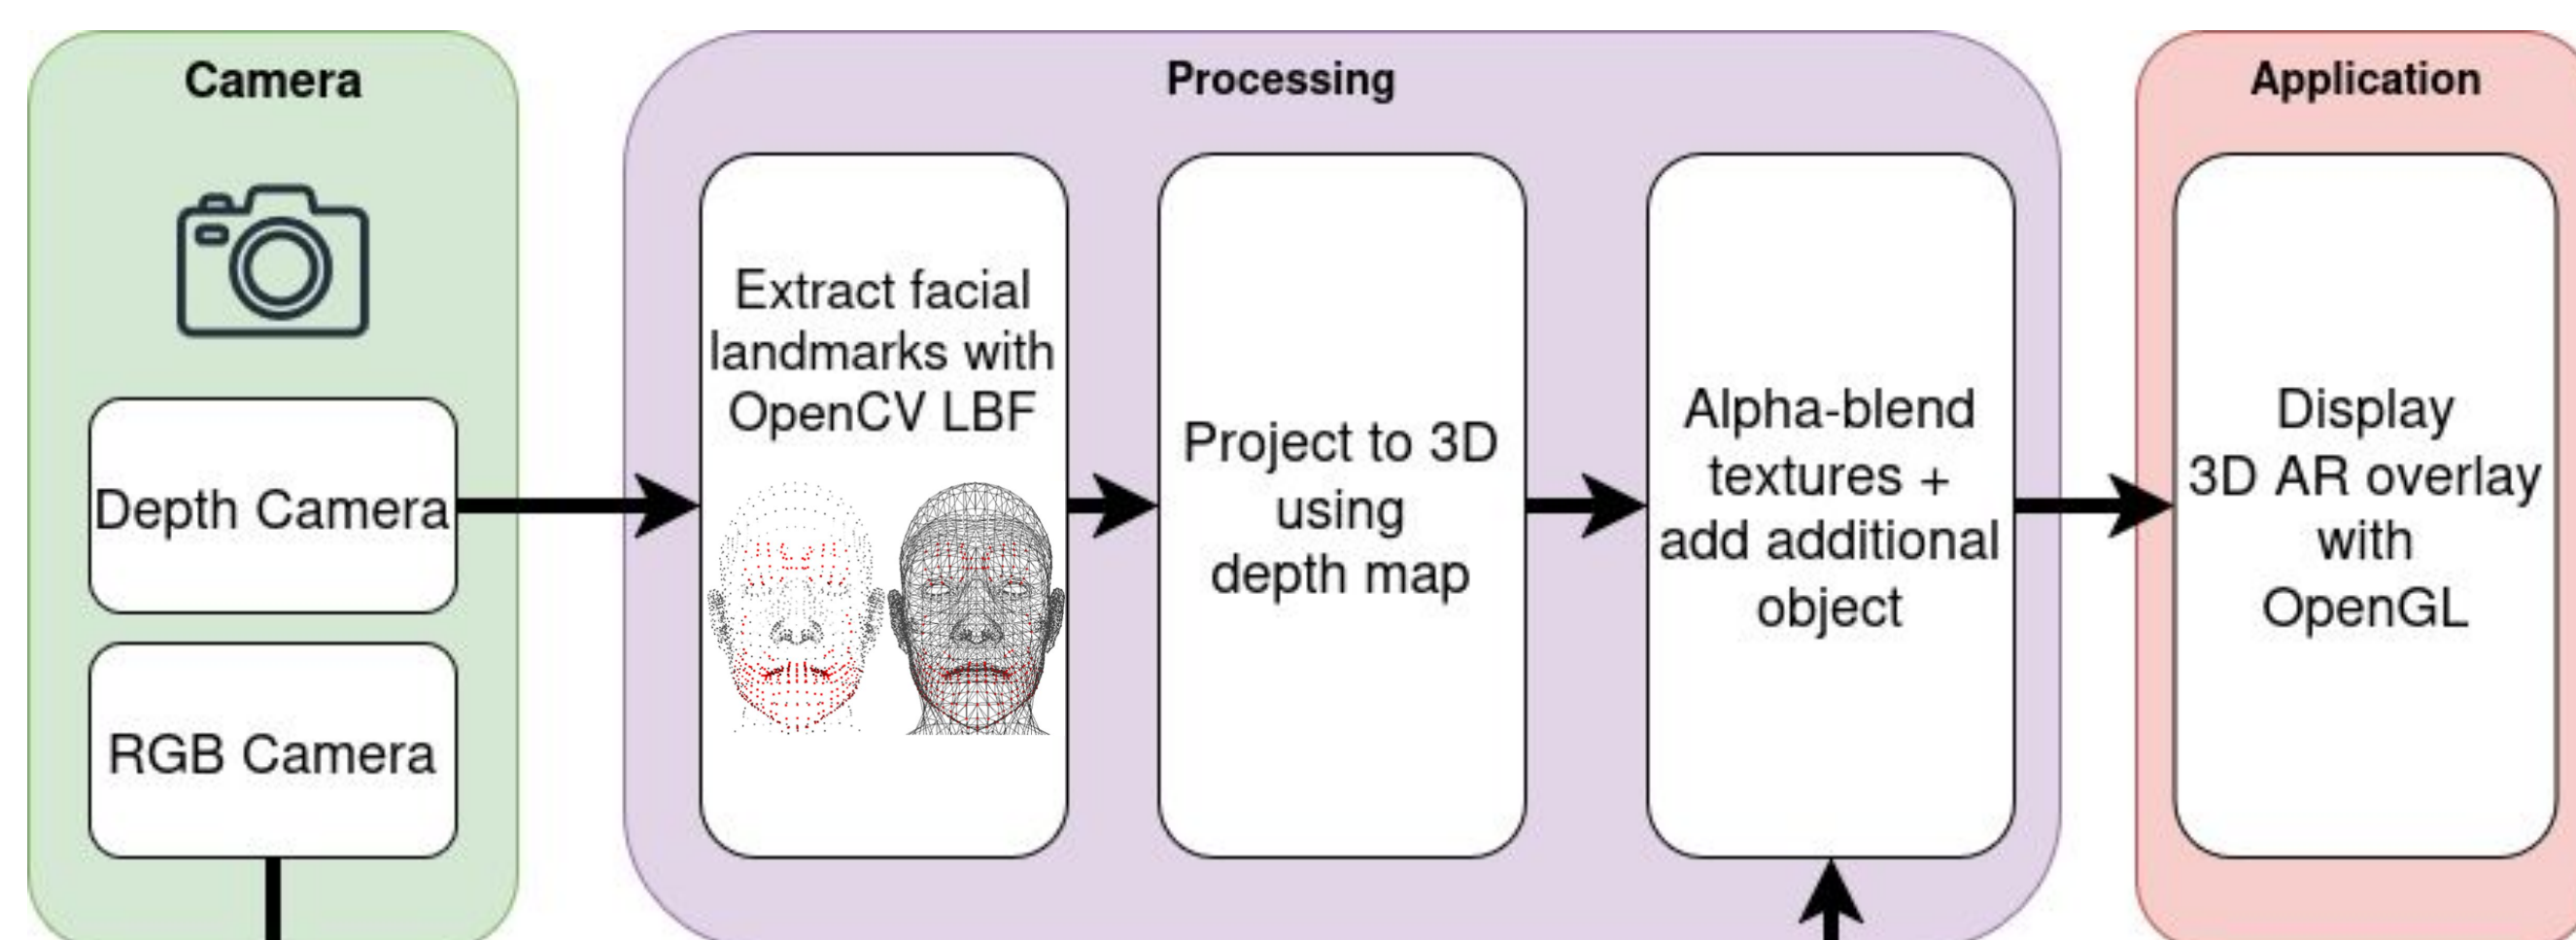 Camera
Depth Camera
RGB Camera
Processing
Extract facial
landmarks with
OpenCV LBF
Project to 3D
using
depth map
Alpha-blend
textures +
add additional
object
Application
Display
3D AR overlay
with
OpenGL